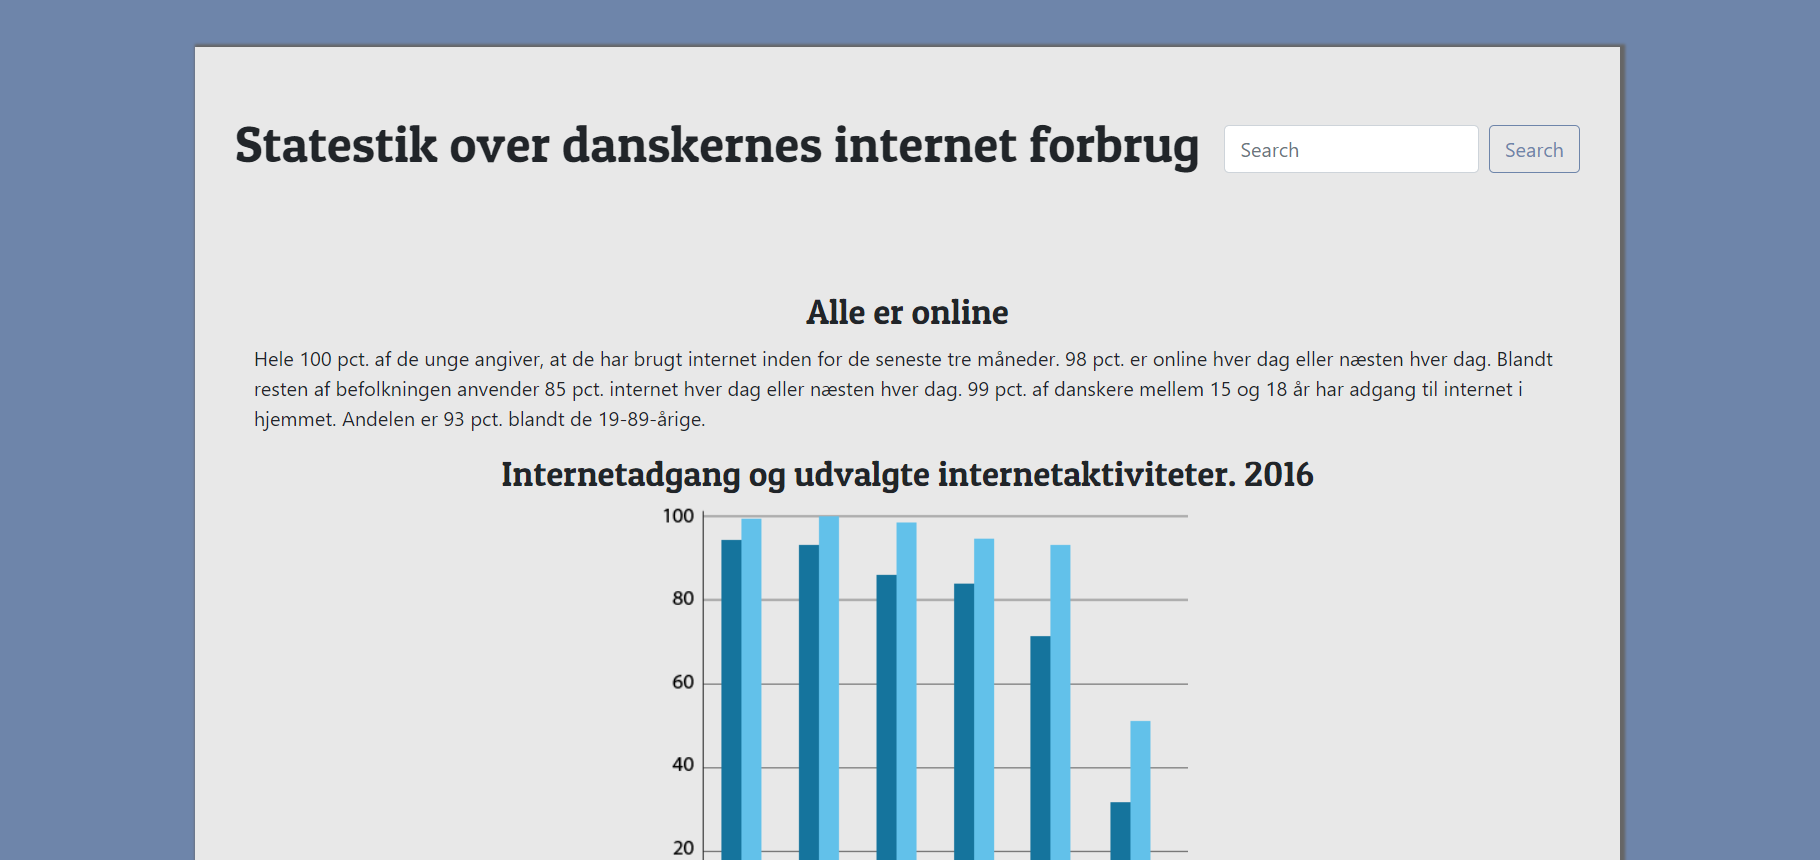 Statestik over danskernes internet forbrug
Search
Search
Alle er online
Hele 100 pct. af de unge angiver, at de har brugt internet inden for de seneste tre måneder. 98 pct. er online hver dag eller næsten hver dag. Blandt
resten af befolkningen anvender 85 pct. internet hver dag eller næsten hver dag. 99 pct. af danskere mellem 15 og 18 år har adgang til internet i
hjemmet. Andelen er 93 pct. blandt de 19-89-årige.
Internetadgang og udvalgte internetaktiviteter. 2016
100
80
60
40
20